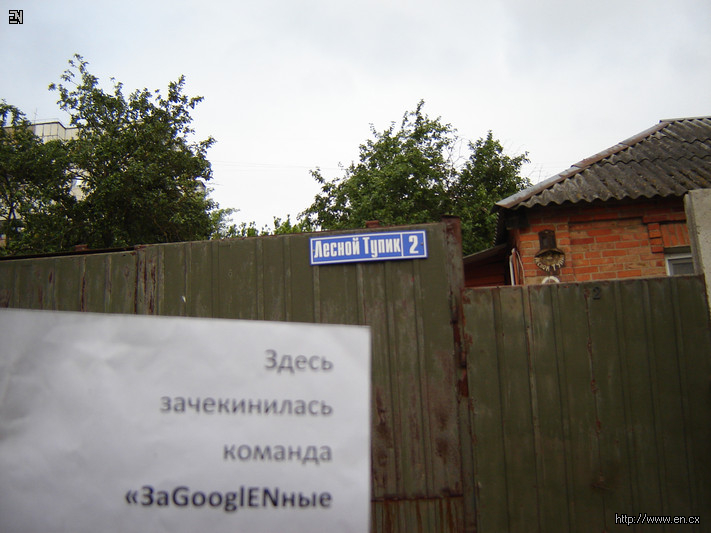 EN
Лесной Тупик 2
Здесь
зачекинилась
команда
«ЗаGooglENные
2
http://www.en.cx